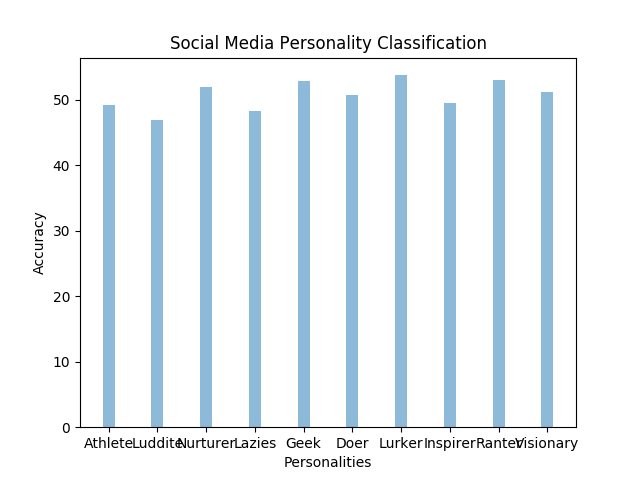 Social Media Personality Classification
50
40
30
20
10
0
Accuracy
Athlete Luddite Nurturer Lazies Geek Doer Lurker Inspirer Ranter Visionary
Personalities